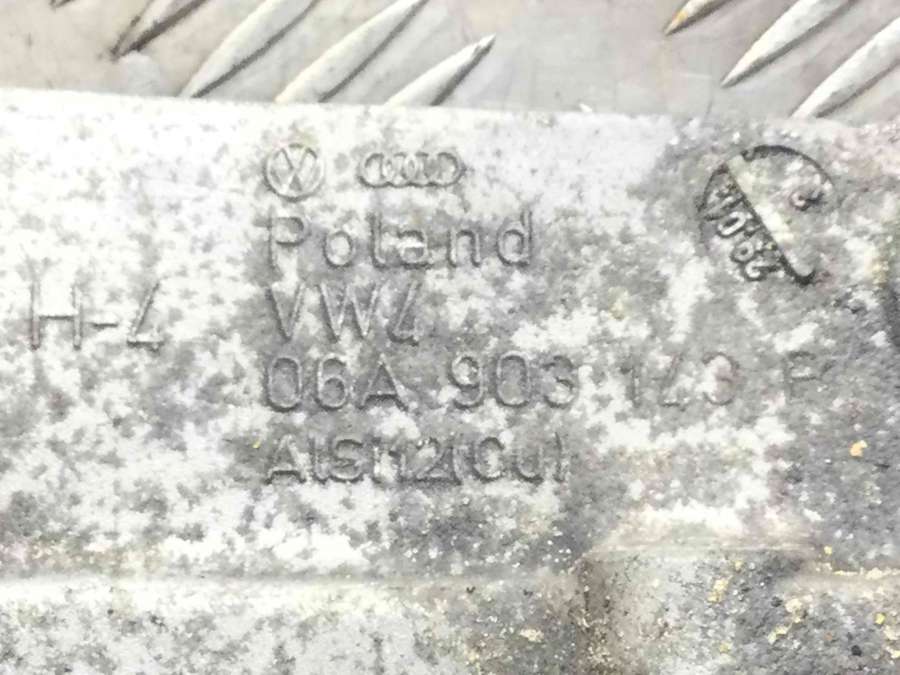 Poland
H-4 VW4
06A 903 143
AlSi12(Cu)